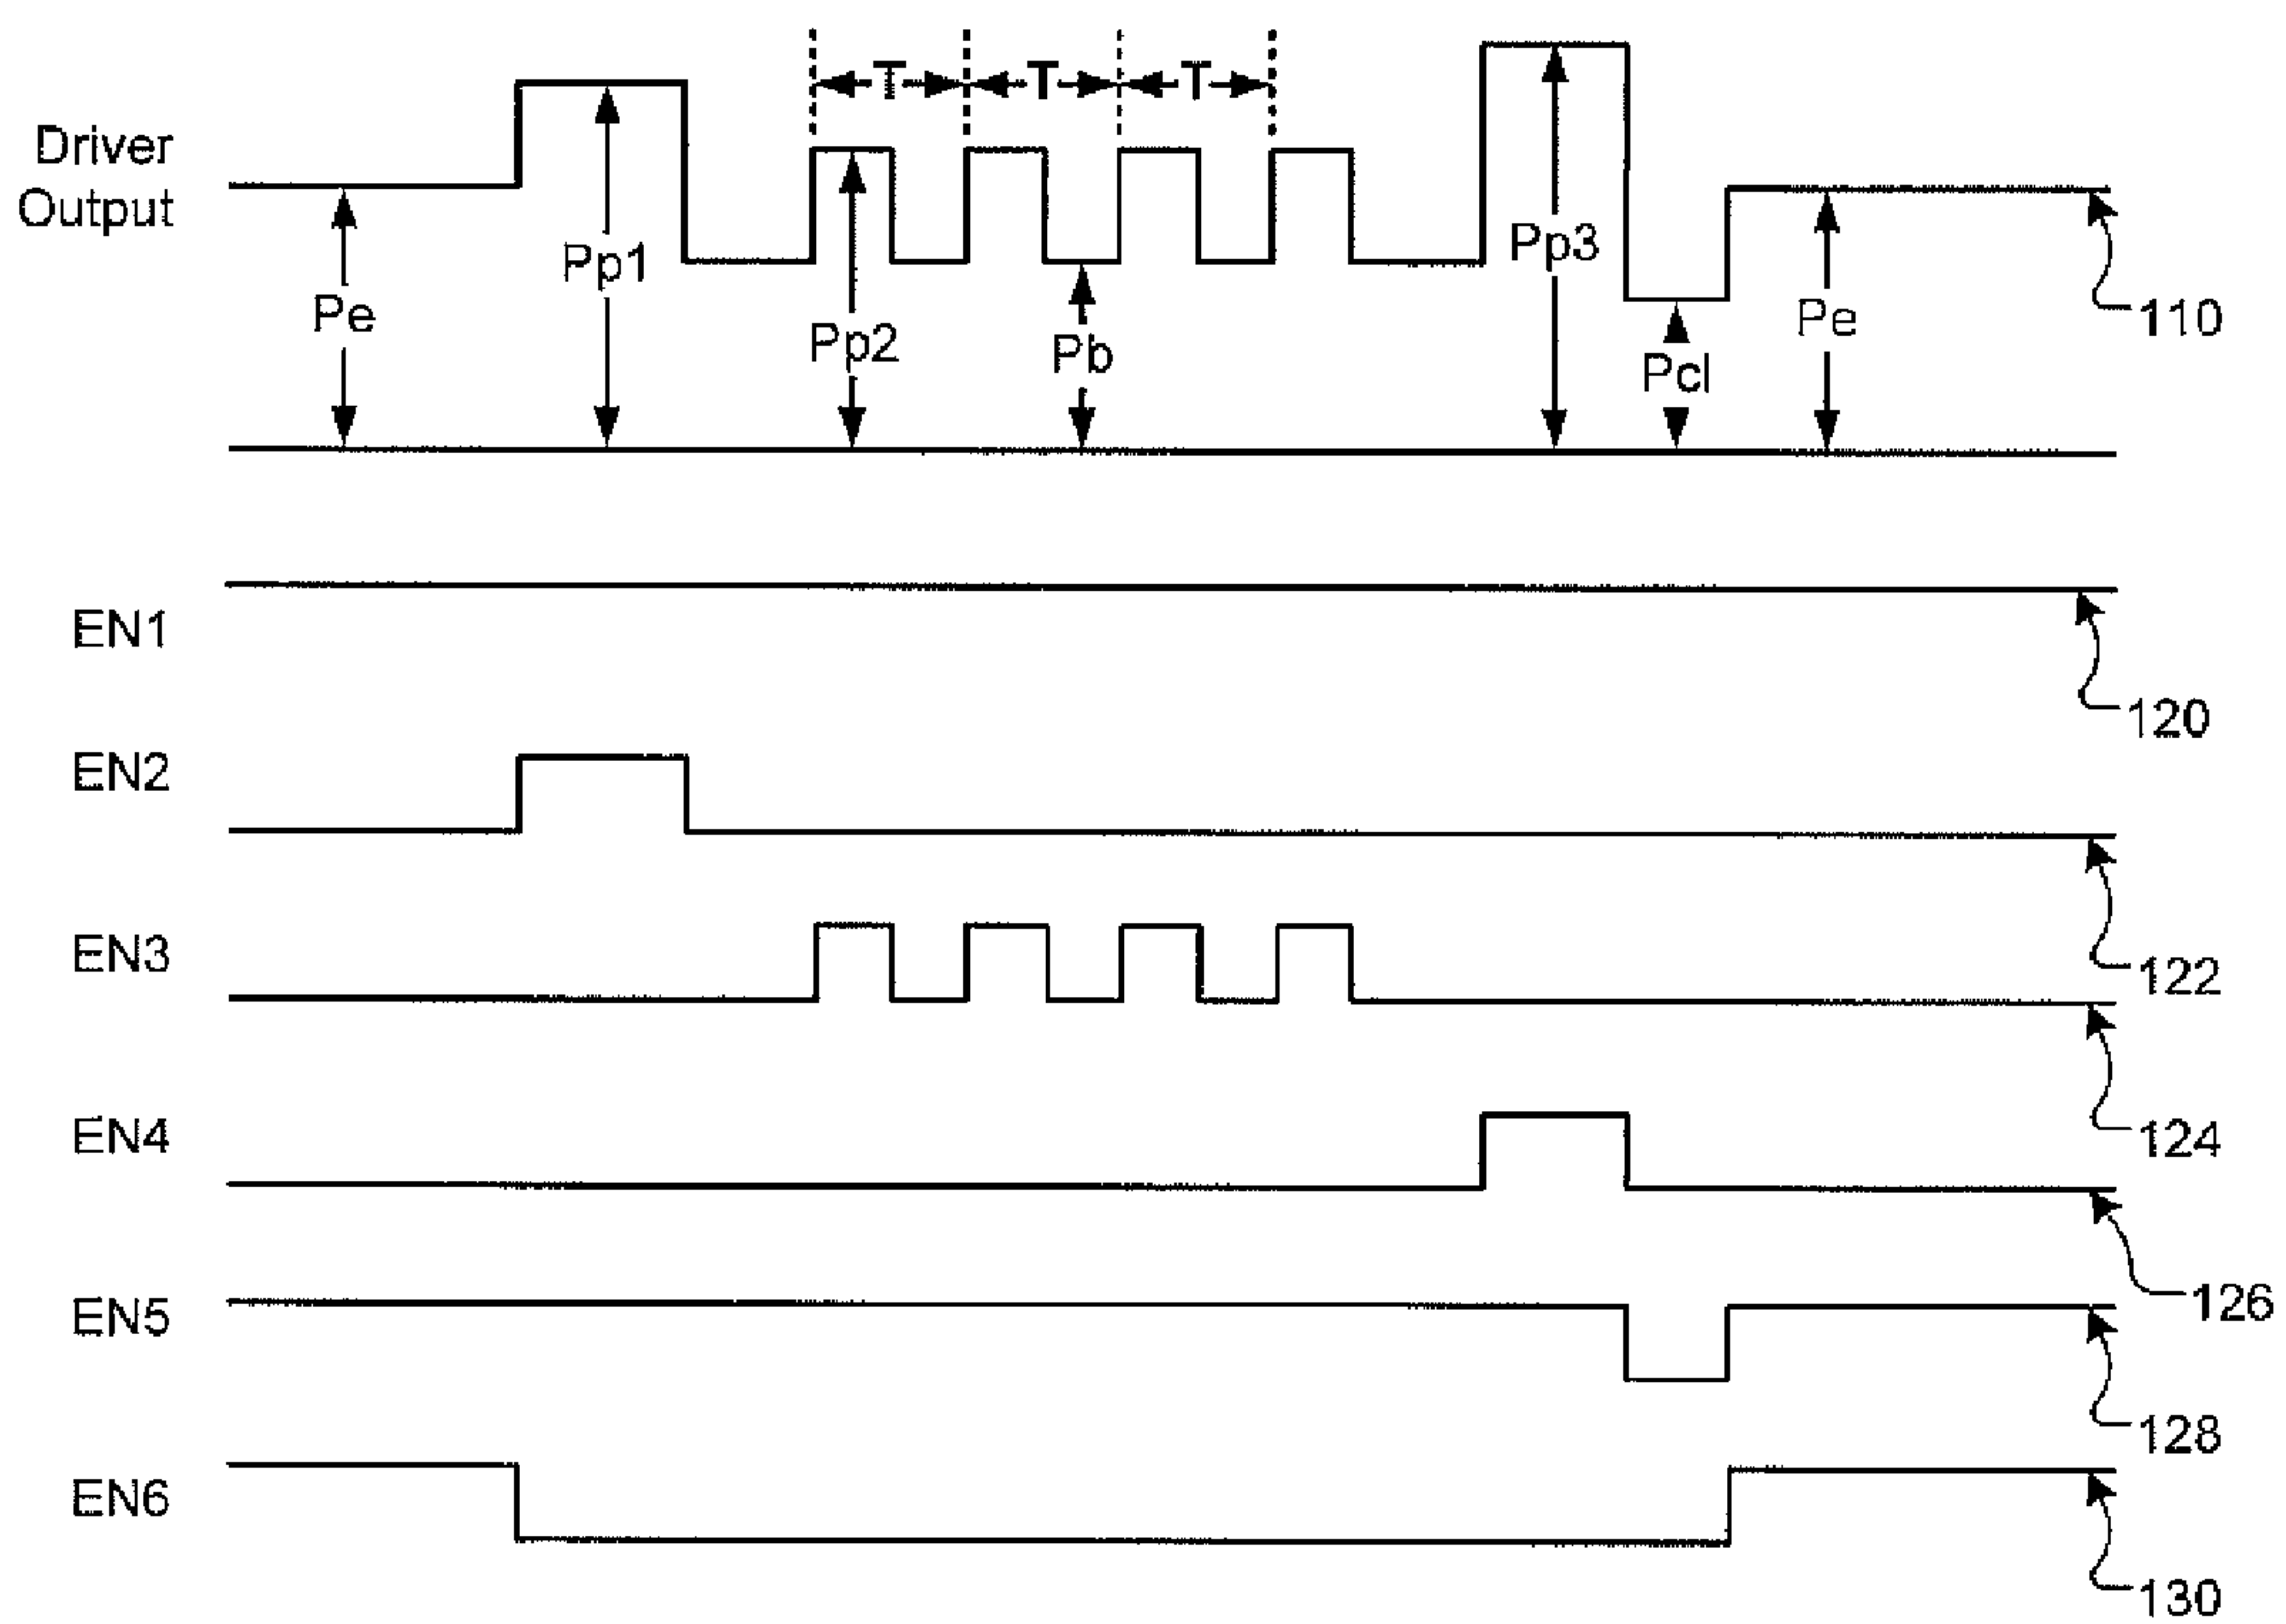 T T T
Driver
Output
Pe
Pp1
Pp2
Pb
Pp3
Pcl
Pe
110
EN1
120
EN2
122
EN3
124
EN4
126
EN5
128
EN6
130